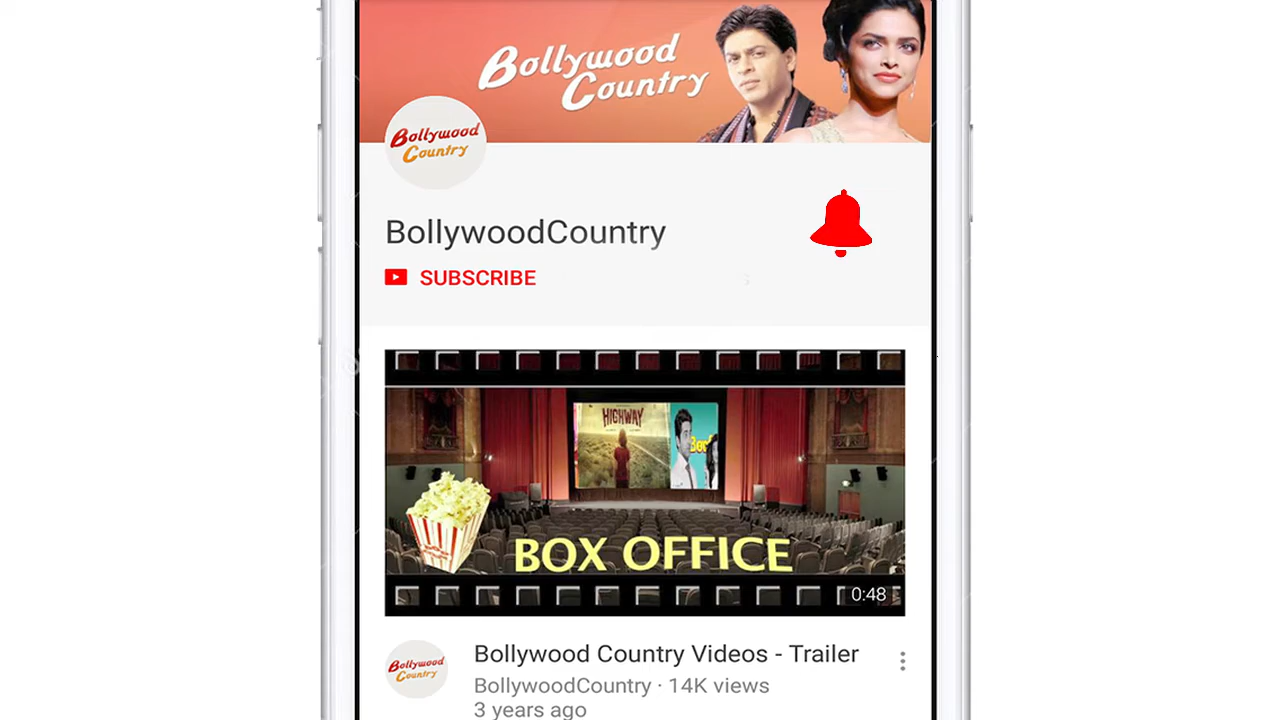 Bollywood
Country
Bollywood
Country
BollywoodCountry
SUBSCRIBE
HIGHWAY
BOX OFFICE
0:48
Bollywood Country Videos - Trailer
Bollywood
Country
BollywoodCountry · 14K views
3 years ago